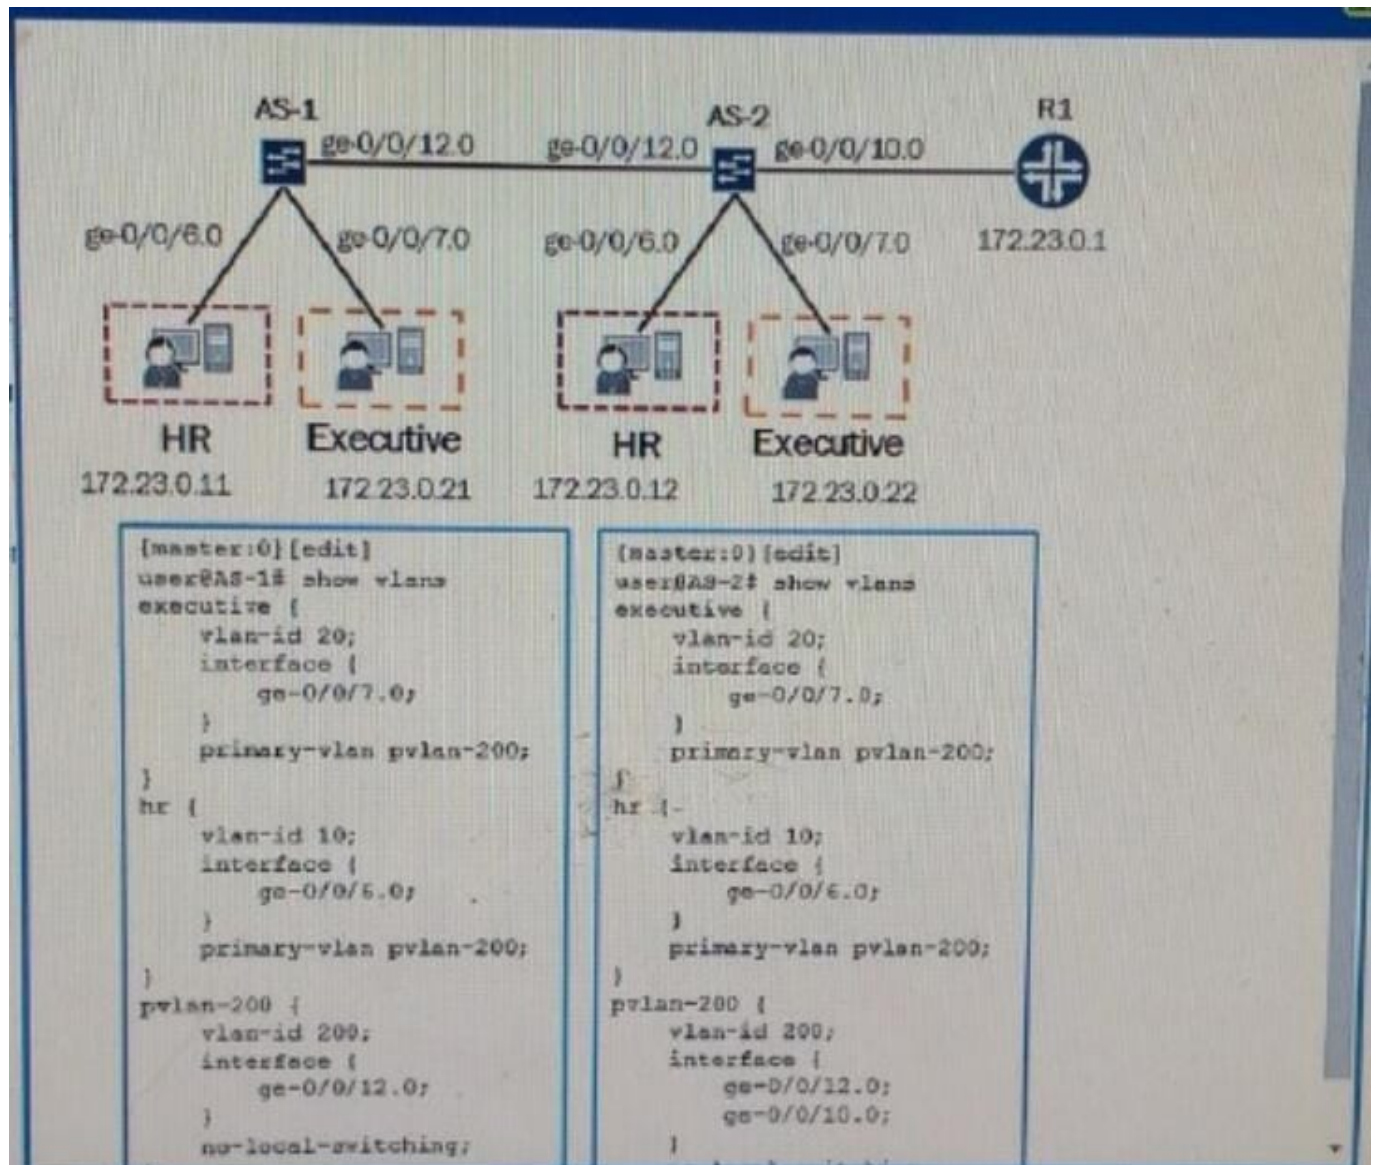 AS-1
AS-2
R1
ge-0/0/12.0
ge-0/0/12.0
ge-0/0/10.0
ge-0/0/6.0
ge-0/0/7.0
ge-0/0/6.0
ge-0/0/7.0
172.23.0.1
HR
Executive
HR
Executive
172.23.0.11
172.23.0.21
172.23.0.12
172.23.0.22
{master:0}[edit]
user@AS-1# show vlans
executive {
vlan-id 20;
interface {
ge-0/0/7.0;
}
primary-vlan pvlan-200;
}
hr {
vlan-id 10;
interface {
ge-0/0/6.0;
}
primary-vlan pvlan-200;
}
pvlan-200 {
vlan-id 200;
interface {
ge-0/0/12.0;
}
no-local-switching;
{master:0}[edit]
user@AS-2# show vlans
executive {
vlan-id 20;
interface {
ge-0/0/7.0;
}
primary-vlan pvlan-200;
}
hr {
vlan-id 10;
interface {
ge-0/0/6.0;
}
primary-vlan pvlan-200;
}
pvlan-200 {
vlan-id 200;
interface {
ge-0/0/12.0;
ge-0/0/10.0;
}